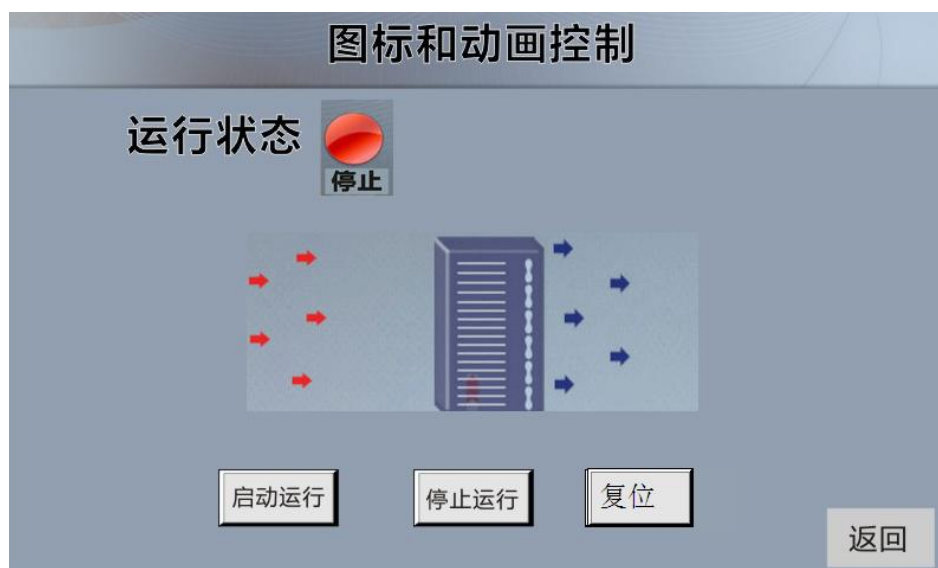 图标和动画控制
运行状态
停止
启动运行
停止运行
复位
返回